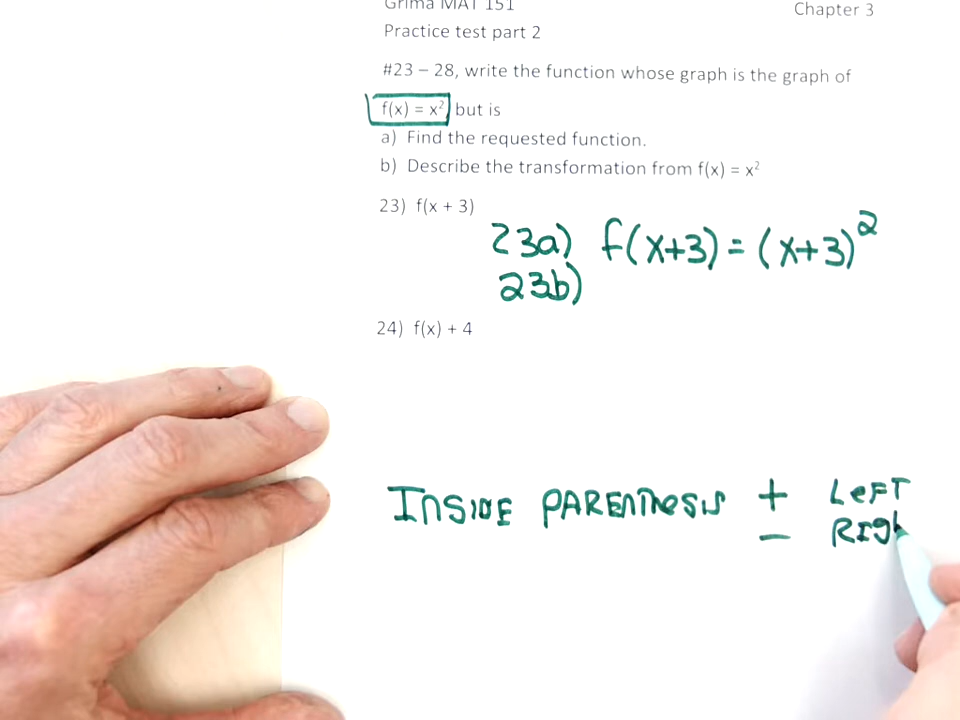 Grima MAT 151
Chapter 3
Practice test part 2
#23 – 28, write the function whose graph is the graph of
f(x) = x² but is
a) Find the requested function.
b) Describe the transformation from f(x) = x²
23) f(x + 3)
23a) f(x+3) = (x+3)²
23b)
24) f(x) + 4
INSIDE PARENTHESIS + LEFT
− RIGH